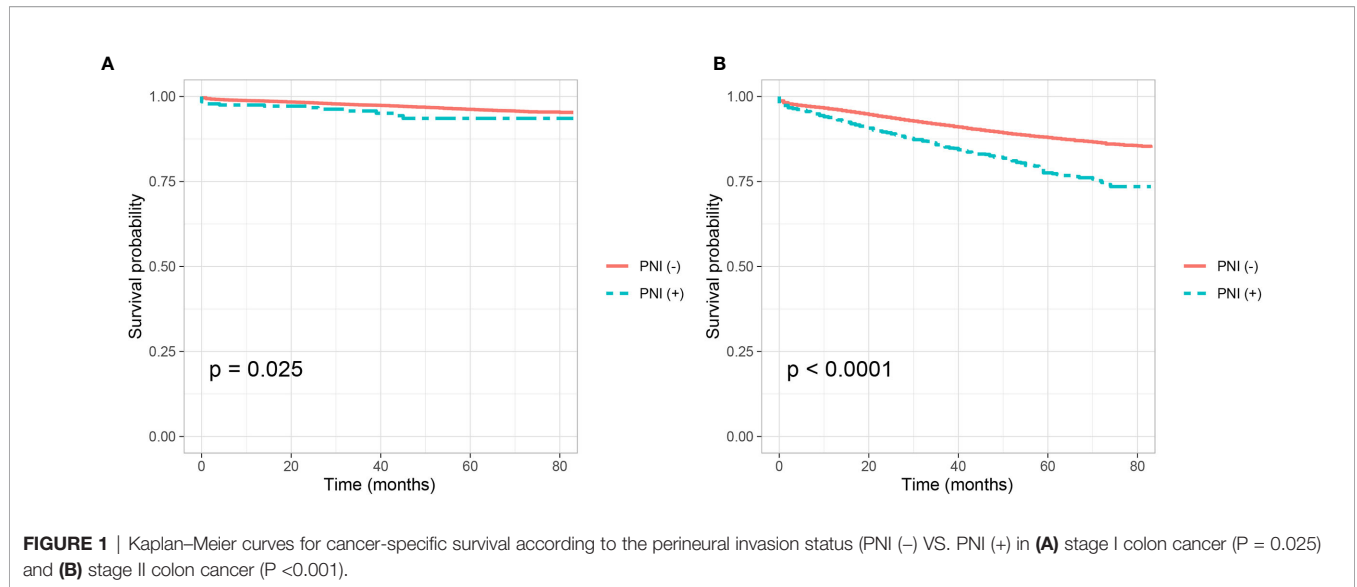 A
1.00
0.75
0.50
0.25
0.00
Survival probability
p = 0.025
0 20 40 60 80
Time (months)
PNI (-)
PNI (+)
B
1.00
0.75
0.50
0.25
0.00
Survival probability
p < 0.0001
0 20 40 60 80
Time (months)
PNI (-)
PNI (+)
FIGURE 1 | Kaplan–Meier curves for cancer-specific survival according to the perineural invasion status (PNI (–) VS. PNI (+) in (A) stage I colon cancer (P = 0.025)
and (B) stage II colon cancer (P <0.001).